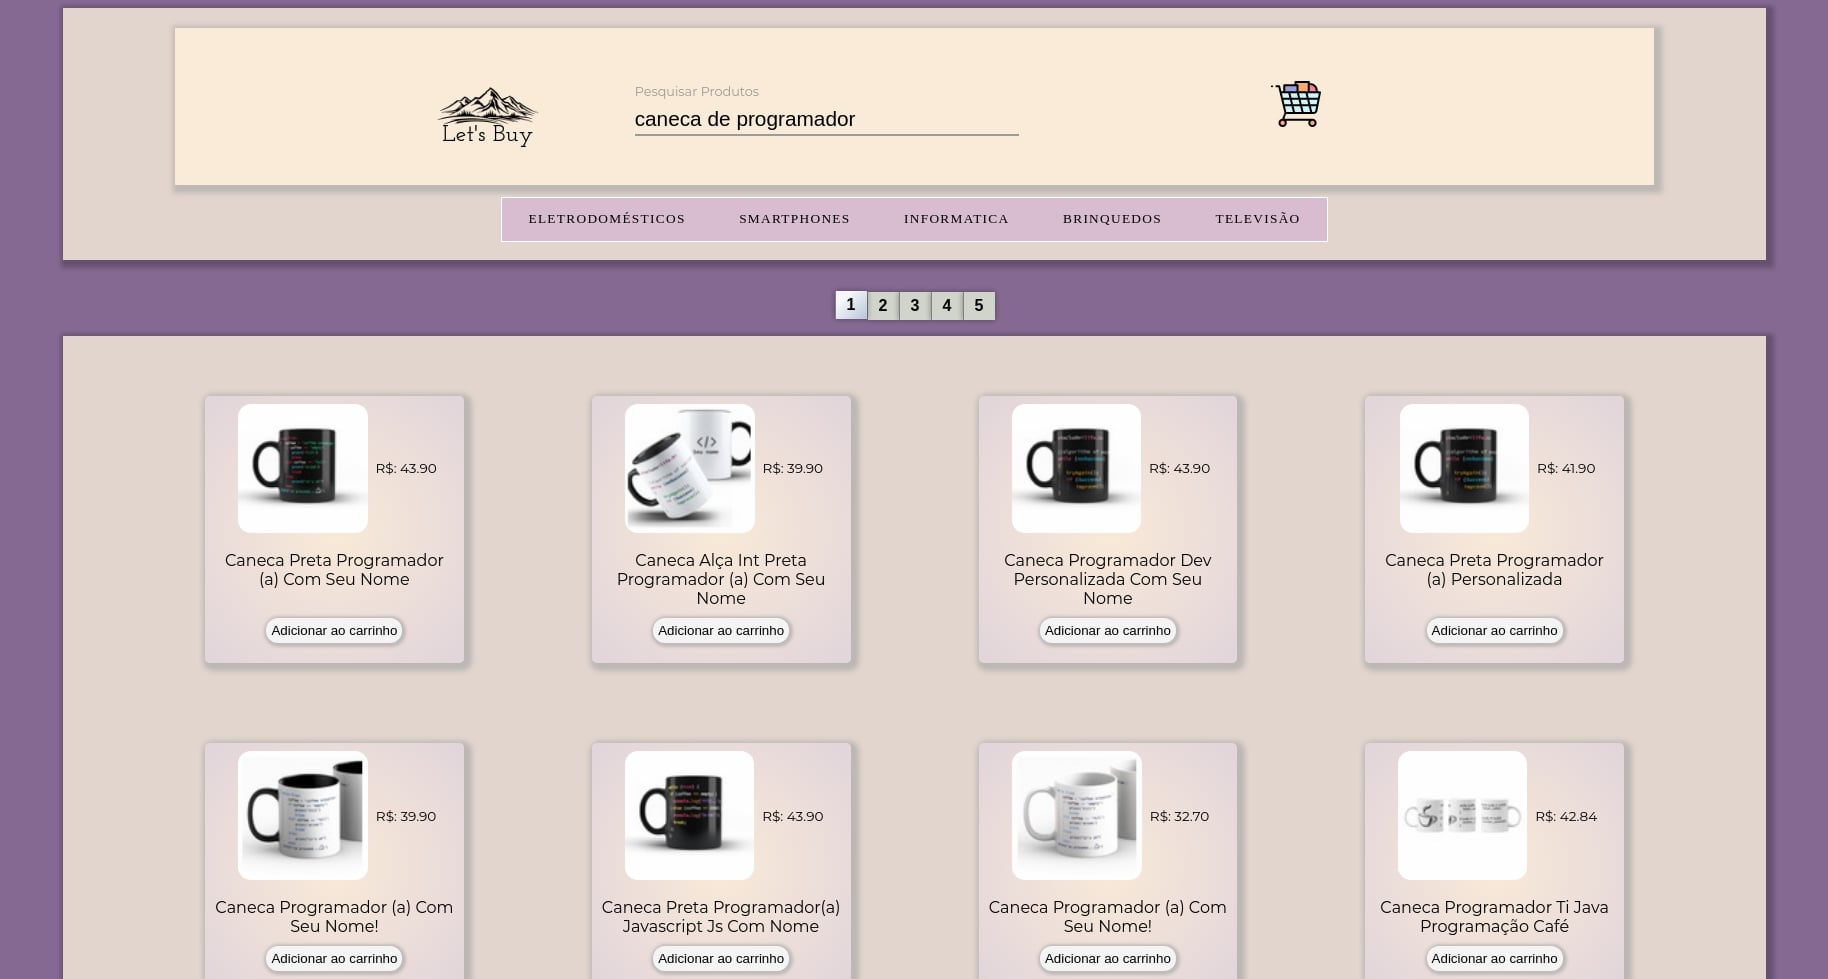 Let's Buy
Pesquisar Produtos
caneca de programador
ELETRODOMÉSTICOS SMARTPHONES INFORMATICA BRINQUEDOS TELEVISÃO
1 2 3 4 5
R$: 43.90
Caneca Preta Programador
(a) Com Seu Nome
Adicionar ao carrinho
</>
Seu nome
R$: 39.90
Caneca Alça Int Preta
Programador (a) Com Seu
Nome
Adicionar ao carrinho
R$: 43.90
Caneca Programador Dev
Personalizada Com Seu
Nome
Adicionar ao carrinho
R$: 41.90
Caneca Preta Programador
(a) Personalizada
Adicionar ao carrinho
R$: 39.90
Caneca Programador (a) Com
Seu Nome!
Adicionar ao carrinho
R$: 43.90
Caneca Preta Programador(a)
Javascript Js Com Nome
Adicionar ao carrinho
R$: 32.70
Caneca Programador (a) Com
Seu Nome!
Adicionar ao carrinho
R$: 42.84
Caneca Programador Ti Java
Programação Café
Adicionar ao carrinho